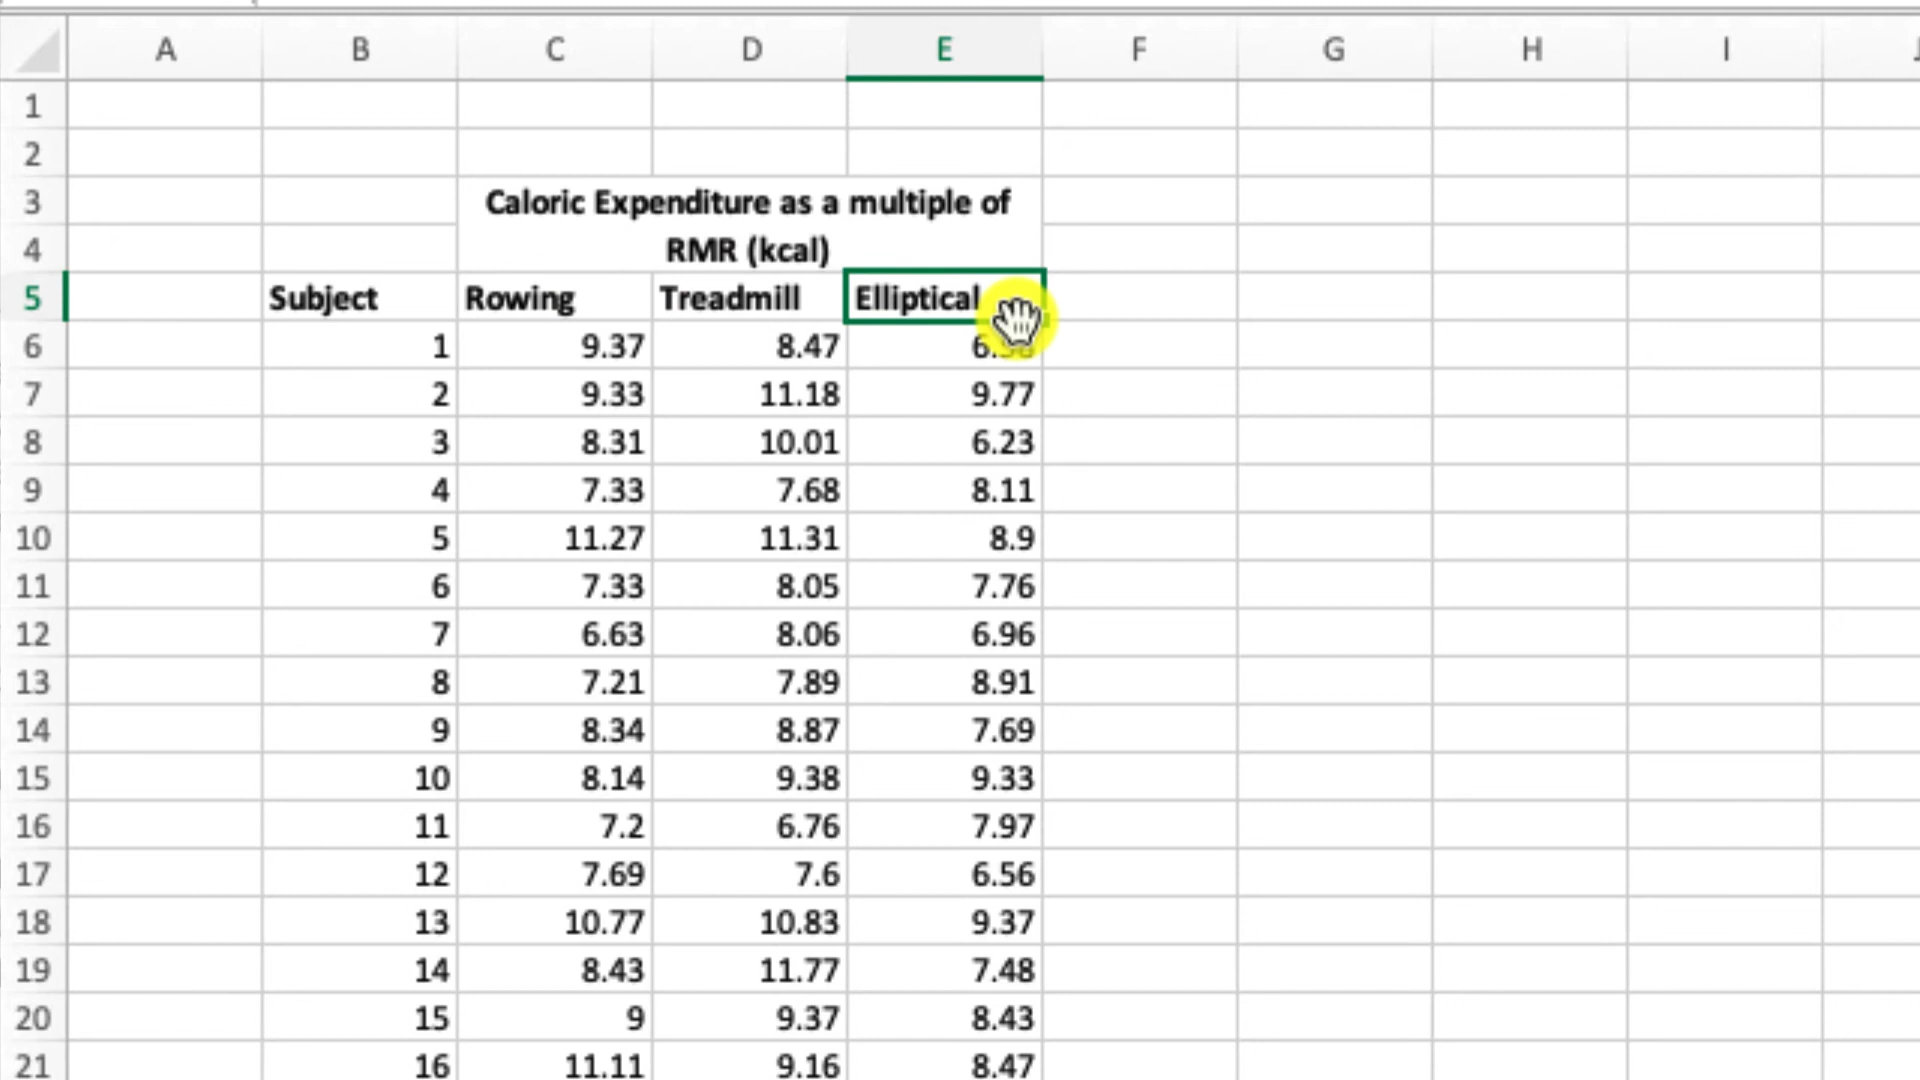 A B C D E F G H I
1
2
3 Caloric Expenditure as a multiple of
4 RMR (kcal)
5 Subject Rowing Treadmill Elliptical
6 1 9.37 8.47
7 2 9.33 11.18 9.77
8 3 8.31 10.01 6.23
9 4 7.33 7.68 8.11
10 5 11.27 11.31 8.9
11 6 7.33 8.05 7.76
12 7 6.63 8.06 6.96
13 8 7.21 7.89 8.91
14 9 8.34 8.87 7.69
15 10 8.14 9.38 9.33
16 11 7.2 6.76 7.97
17 12 7.69 7.6 6.56
18 13 10.77 10.83 9.37
19 14 8.43 11.77 7.48
20 15 9 9.37 8.43
21 16 11.11 9.16 8.47